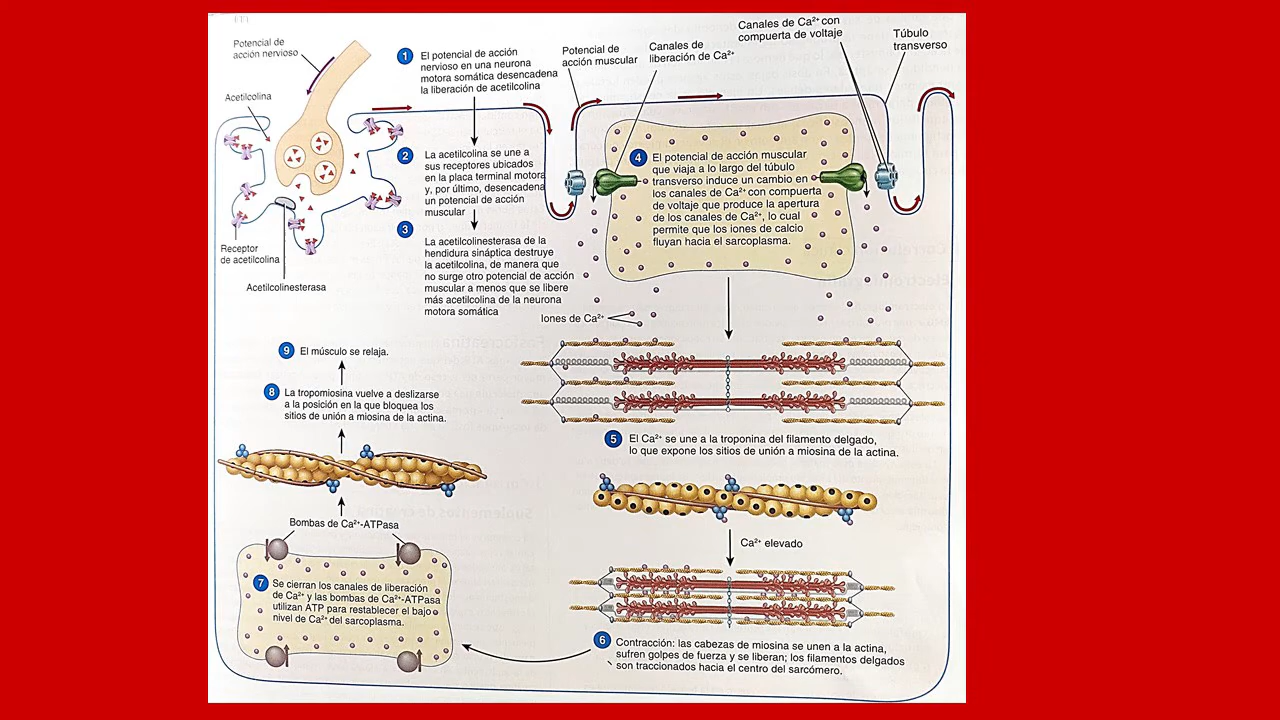 Potencial de
acción nervioso
Acetilcolina
Receptor
de acetilcolina
Acetilcolinesterasa
1 El potencial de acción
nervioso en una neurona
motora somática desencadena
la liberación de acetilcolina
2 La acetilcolina se une a
sus receptores ubicados
en la placa terminal motora
y, por último, desencadena
un potencial de acción
muscular
3 La acetilcolinesterasa de la
hendidura sináptica destruye
la acetilcolina, de manera que
no surge otro potencial de acción
muscular a menos que se libere
más acetilcolina de la neurona
motora somática
Potencial de
acción muscular
Canales de
liberación de Ca²⁺
Canales de Ca²⁺ con
compuerta de voltaje
Túbulo
transverso
4 El potencial de acción muscular
que viaja a lo largo del túbulo
transverso induce un cambio en
los canales de Ca²⁺ con compuerta
de voltaje que produce la apertura
de los canales de Ca²⁺, lo cual
permite que los iones de calcio
fluyan hacia el sarcoplasma.
Iones de Ca²⁺
5 El Ca²⁺ se une a la troponina del filamento delgado,
lo que expone los sitios de unión a miosina de la actina.
Ca²⁺ elevado
6 Contracción: las cabezas de miosina se unen a la actina,
sufren golpes de fuerza y se liberan; los filamentos delgados
son traccionados hacia el centro del sarcómero.
7 Se cierran los canales de liberación
de Ca²⁺ y las bombas de Ca²⁺-ATPasa
utilizan ATP para restablecer el bajo
nivel de Ca²⁺ del sarcoplasma.
Bombas de Ca²⁺-ATPasa
8 La tropomiosina vuelve a deslizarse
a la posición en la que bloquea los
sitios de unión a miosina de la actina.
9 El músculo se relaja.